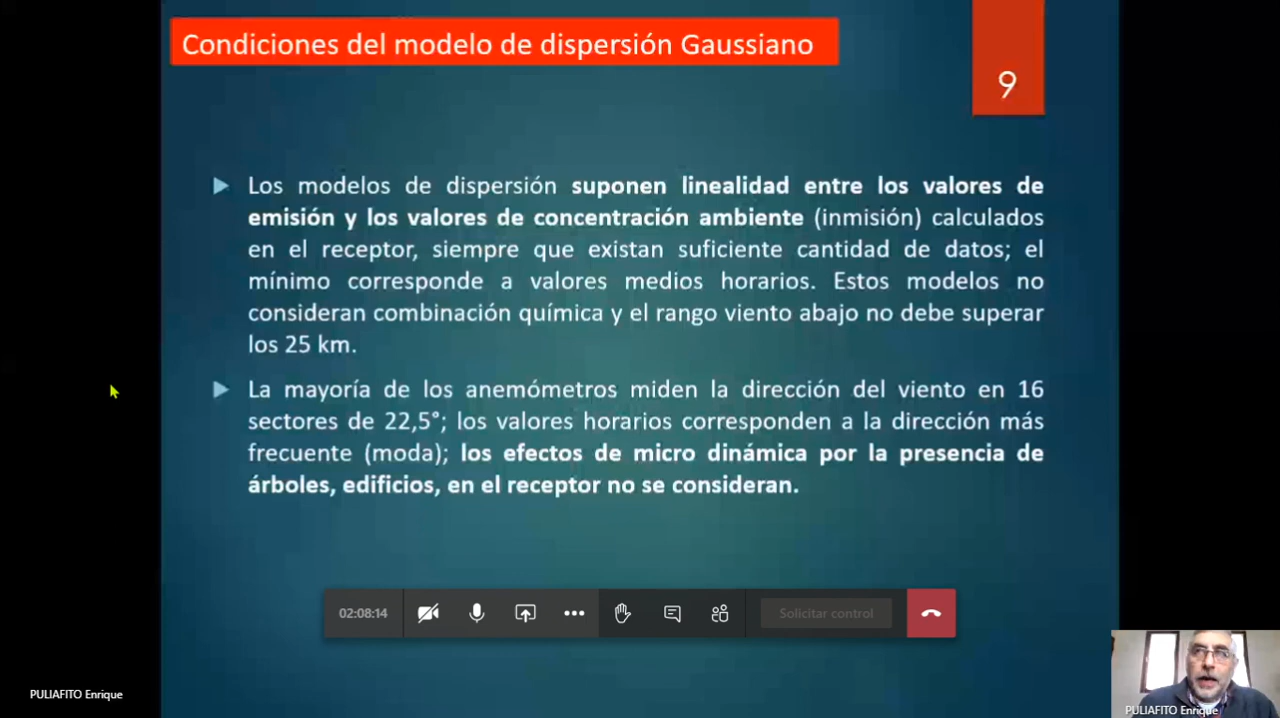 Condiciones del modelo de dispersión Gaussiano
9
Los modelos de dispersión suponen linealidad entre los valores de
emisión y los valores de concentración ambiente (inmisión) calculados
en el receptor, siempre que existan suficiente cantidad de datos; el
mínimo corresponde a valores medios horarios. Estos modelos no
consideran combinación química y el rango viento abajo no debe superar
los 25 km.
La mayoría de los anemómetros miden la dirección del viento en 16
sectores de 22,5°; los valores horarios corresponden a la dirección más
frecuente (moda); los efectos de micro dinámica por la presencia de
árboles, edificios, en el receptor no se consideran.
02:08:14
Solicitar control
PULIAFITO Enrique
PULIAFITO Enrique